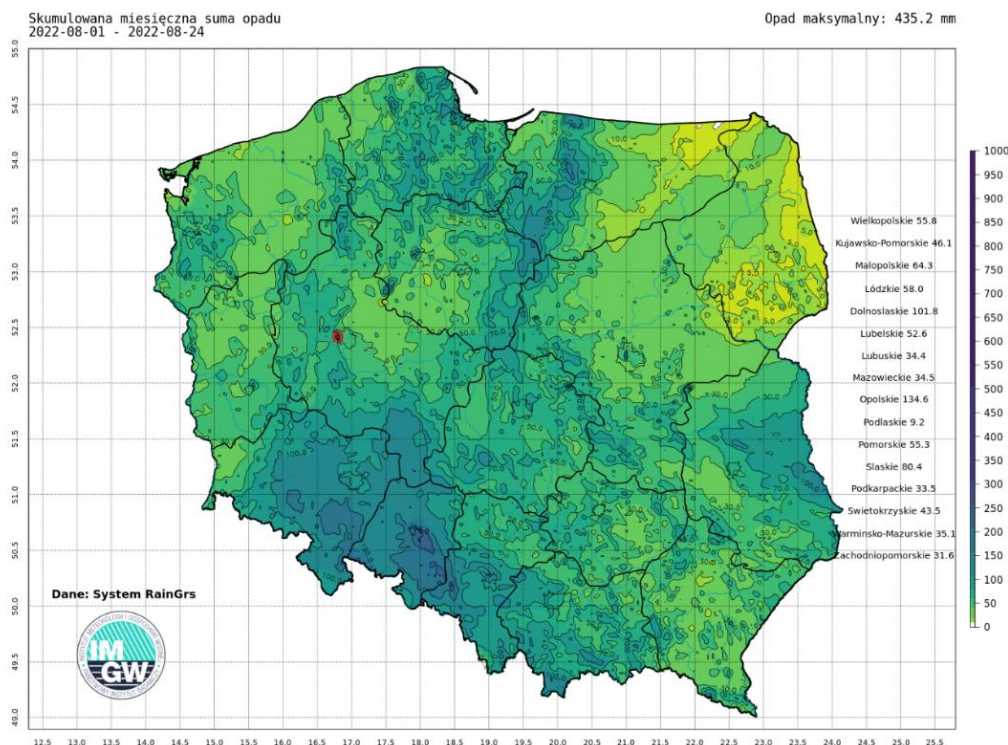 Skumulowana miesięczna suma opadu
2022-08-01 - 2022-08-24
Opad maksymalny: 435.2 mm
55.0
54.5
54.0
53.5
53.0
52.5
52.0
51.5
51.0
50.5
50.0
49.5
49.0
12.5 13.0 13.5 14.0 14.5 15.0 15.5 16.0 16.5 17.0 17.5 18.0 18.5 19.0 19.5 20.0 20.5 21.0 21.5 22.0 22.5 23.0 23.5 24.0 24.5 25.0 25.5
Wielkopolskie 55.8
Kujawsko-Pomorskie 46.1
Malopolskie 64.3
Lódzkie 58.0
Dolnoslaskie 101.8
Lubelskie 52.6
Lubuskie 34.4
Mazowieckie 34.5
Opolskie 134.6
Podlaskie 9.2
Pomorskie 55.3
Slaskie 80.4
Podkarpackie 33.5
Swietokrzyskie 43.5
Warminsko-Mazurskie 35.1
Zachodniopomorskie 31.6
1000
950
900
850
800
750
700
650
600
550
500
450
400
350
300
250
200
150
100
50
0
Dane: System RainGrs
IM
GW